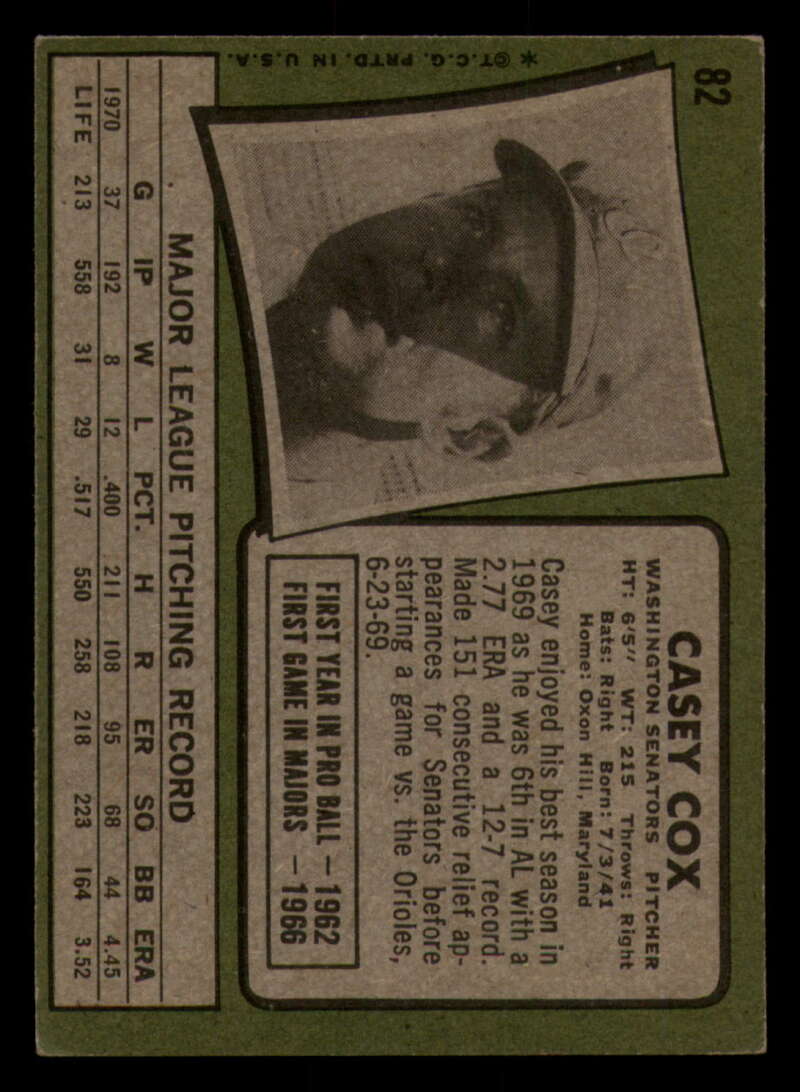 82
CASEY COX
WASHINGTON SENATORS PITCHER
HT: 6'5" WT: 215 Throws: Right
Bats: Right Born: 7/3/41
Home: Oxon Hill, Maryland
Casey enjoyed his best season in
1969 as he was 6th in AL with a
2.77 ERA and a 12-7 record.
Made 151 consecutive relief ap-
pearances for Senators before
starting a game vs. the Orioles,
6-23-69.
FIRST YEAR IN PRO BALL — 1962
FIRST GAME IN MAJORS — 1966
MAJOR LEAGUE PITCHING RECORD
G IP W L PCT. H R ER SO BB ERA
1970 37 192 8 12 .400 211 108 95 68 44 4.45
LIFE 213 558 31 29 .517 550 258 218 223 164 3.52
* ©T.C.G. PRTD. IN U.S.A.